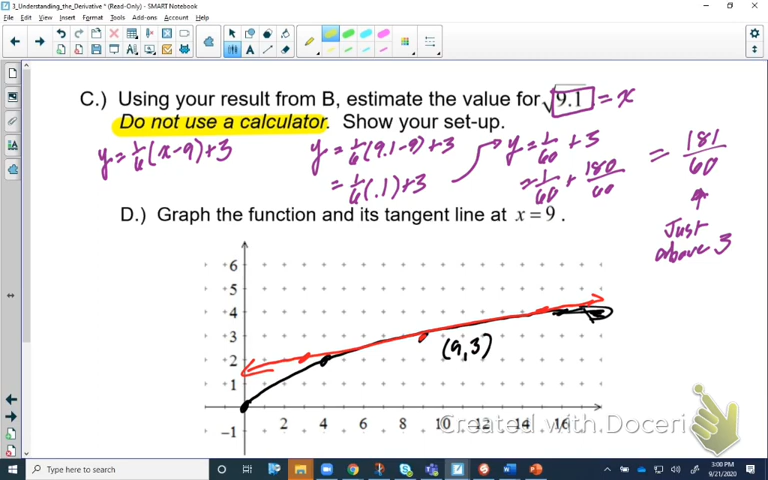 3_Understanding_the_Derivative * (Read-Only) - SMART Notebook
File Edit View Insert Format Tools Add-ons Account Help
C.) Using your result from B, estimate the value for √9.1 = x
Do not use a calculator. Show your set-up.
y = 1/6 (x-9)+3
y = 1/6 (9.1-9)+3
= 1/6 (.1)+3
y = 1/60 + 3
= 1/60 + 180/60
= 181/60
Just
above 3
D.) Graph the function and its tangent line at x = 9 .
6
5
4
3
2
1
-1
2 4 6 8 10 12 14 16
(9,3)
Created with Doceri
Type here to search
3:00 PM
9/21/2020